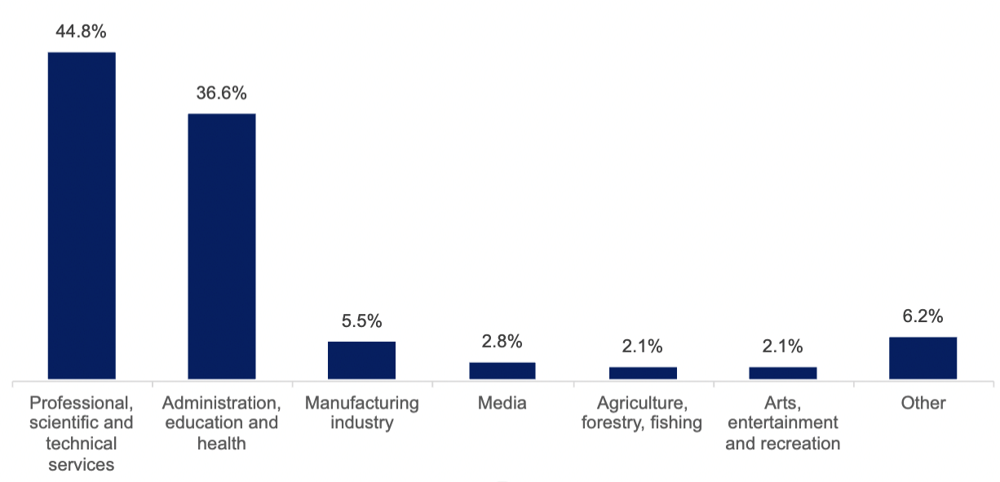 44.8%
36.6%
5.5%
2.8%
2.1%
2.1%
6.2%
Professional,
scientific and
technical
services
Administration,
education and
health
Manufacturing
industry
Media
Agriculture,
forestry, fishing
Arts,
entertainment
and recreation
Other